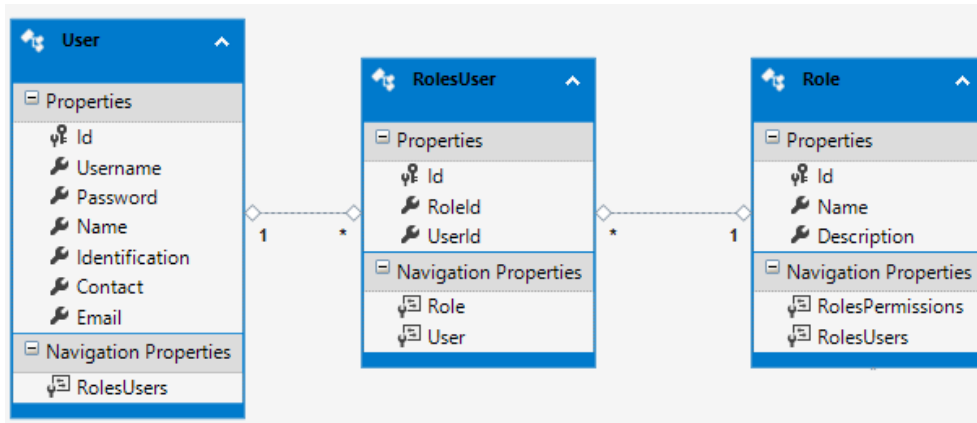 User
Properties
Id
Username
Password
Name
Identification
Contact
Email
Navigation Properties
RolesUsers
1
*
RolesUser
Properties
Id
RoleId
UserId
Navigation Properties
Role
User
*
1
Role
Properties
Id
Name
Description
Navigation Properties
RolesPermissions
RolesUsers